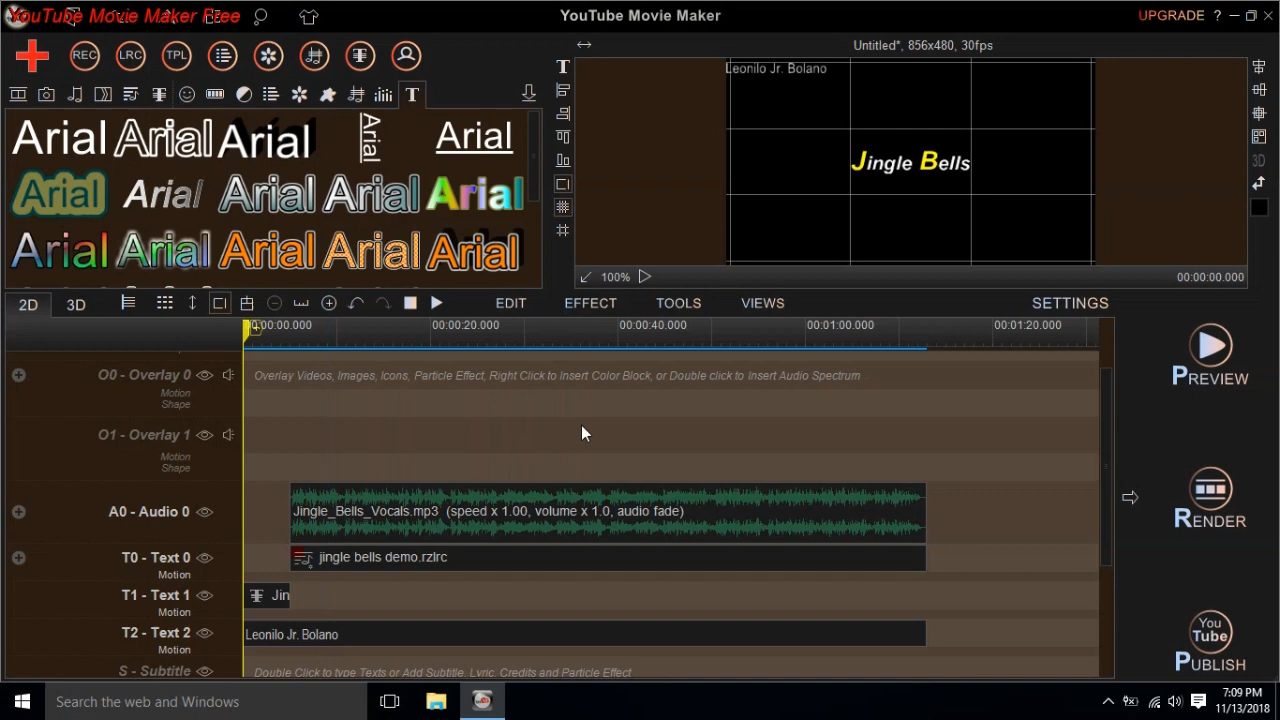 YouTube Movie Maker Free
YouTube Movie Maker
UPGRADE ?
REC LRC TPL
Untitled*, 856x480, 30fps
Arial Arial Arial Arial Arial
Arial Arial Arial Arial Arial
Arial Arial Arial Arial Arial
Leonilo Jr. Bolano
Jingle Bells
3D
100%
00:00:00.000
2D 3D
EDIT EFFECT TOOLS VIEWS SETTINGS
00:00:00.000 00:00:20.000 00:00:40.000 00:01:00.000 00:01:20.000
O0 - Overlay 0
Overlay Videos, Images, Icons, Particle Effect, Right Click to Insert Color Block, or Double click to Insert Audio Spectrum
Motion
Shape
O1 - Overlay 1
Motion
Shape
A0 - Audio 0
Jingle_Bells_Vocals.mp3 (speed x 1.00, volume x 1.0, audio fade)
T0 - Text 0
jingle bells demo.rzlrc
Motion
T1 - Text 1
Jin
Motion
T2 - Text 2
Leonilo Jr. Bolano
Motion
S - Subtitle
Double Click to type Texts or Add Subtitle, Lyric, Credits and Particle Effect
PREVIEW
RENDER
You
Tube
PUBLISH
Search the web and Windows
7:09 PM
11/13/2018